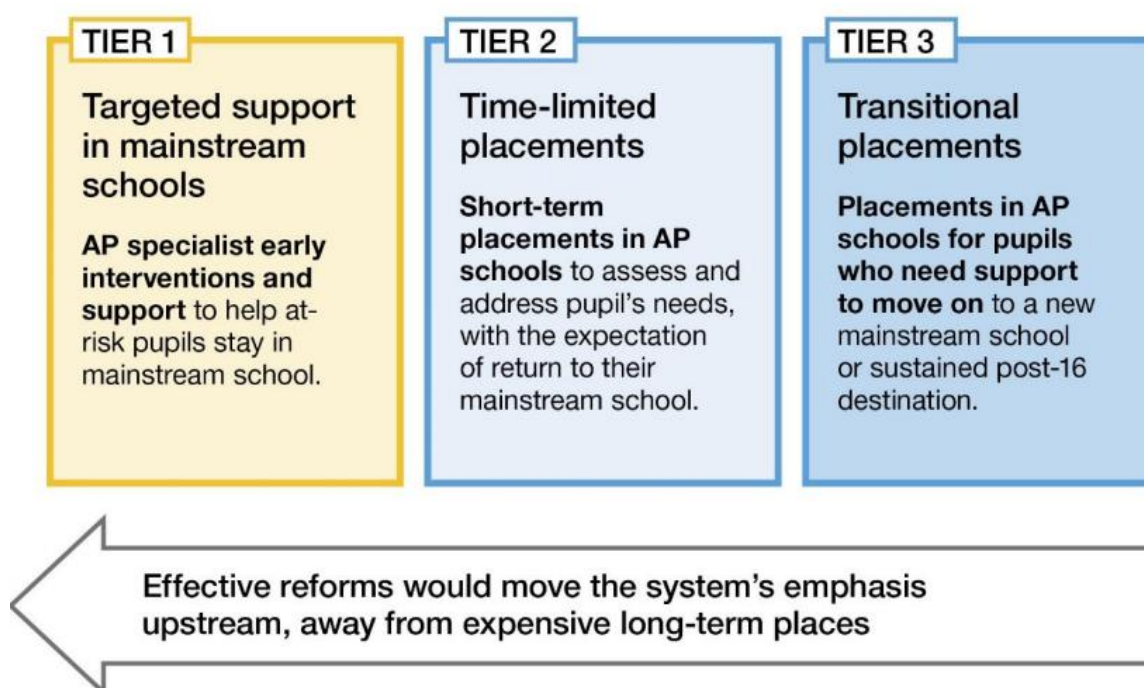 TIER 1
Targeted support
in mainstream
schools
AP specialist early
interventions and
support to help at-
risk pupils stay in
mainstream school.
TIER 2
Time-limited
placements
Short-term
placements in AP
schools to assess and
address pupil's needs,
with the expectation
of return to their
mainstream school.
TIER 3
Transitional
placements
Placements in AP
schools for pupils
who need support
to move on to a new
mainstream school
or sustained post-16
destination.
Effective reforms would move the system's emphasis
upstream, away from expensive long-term places